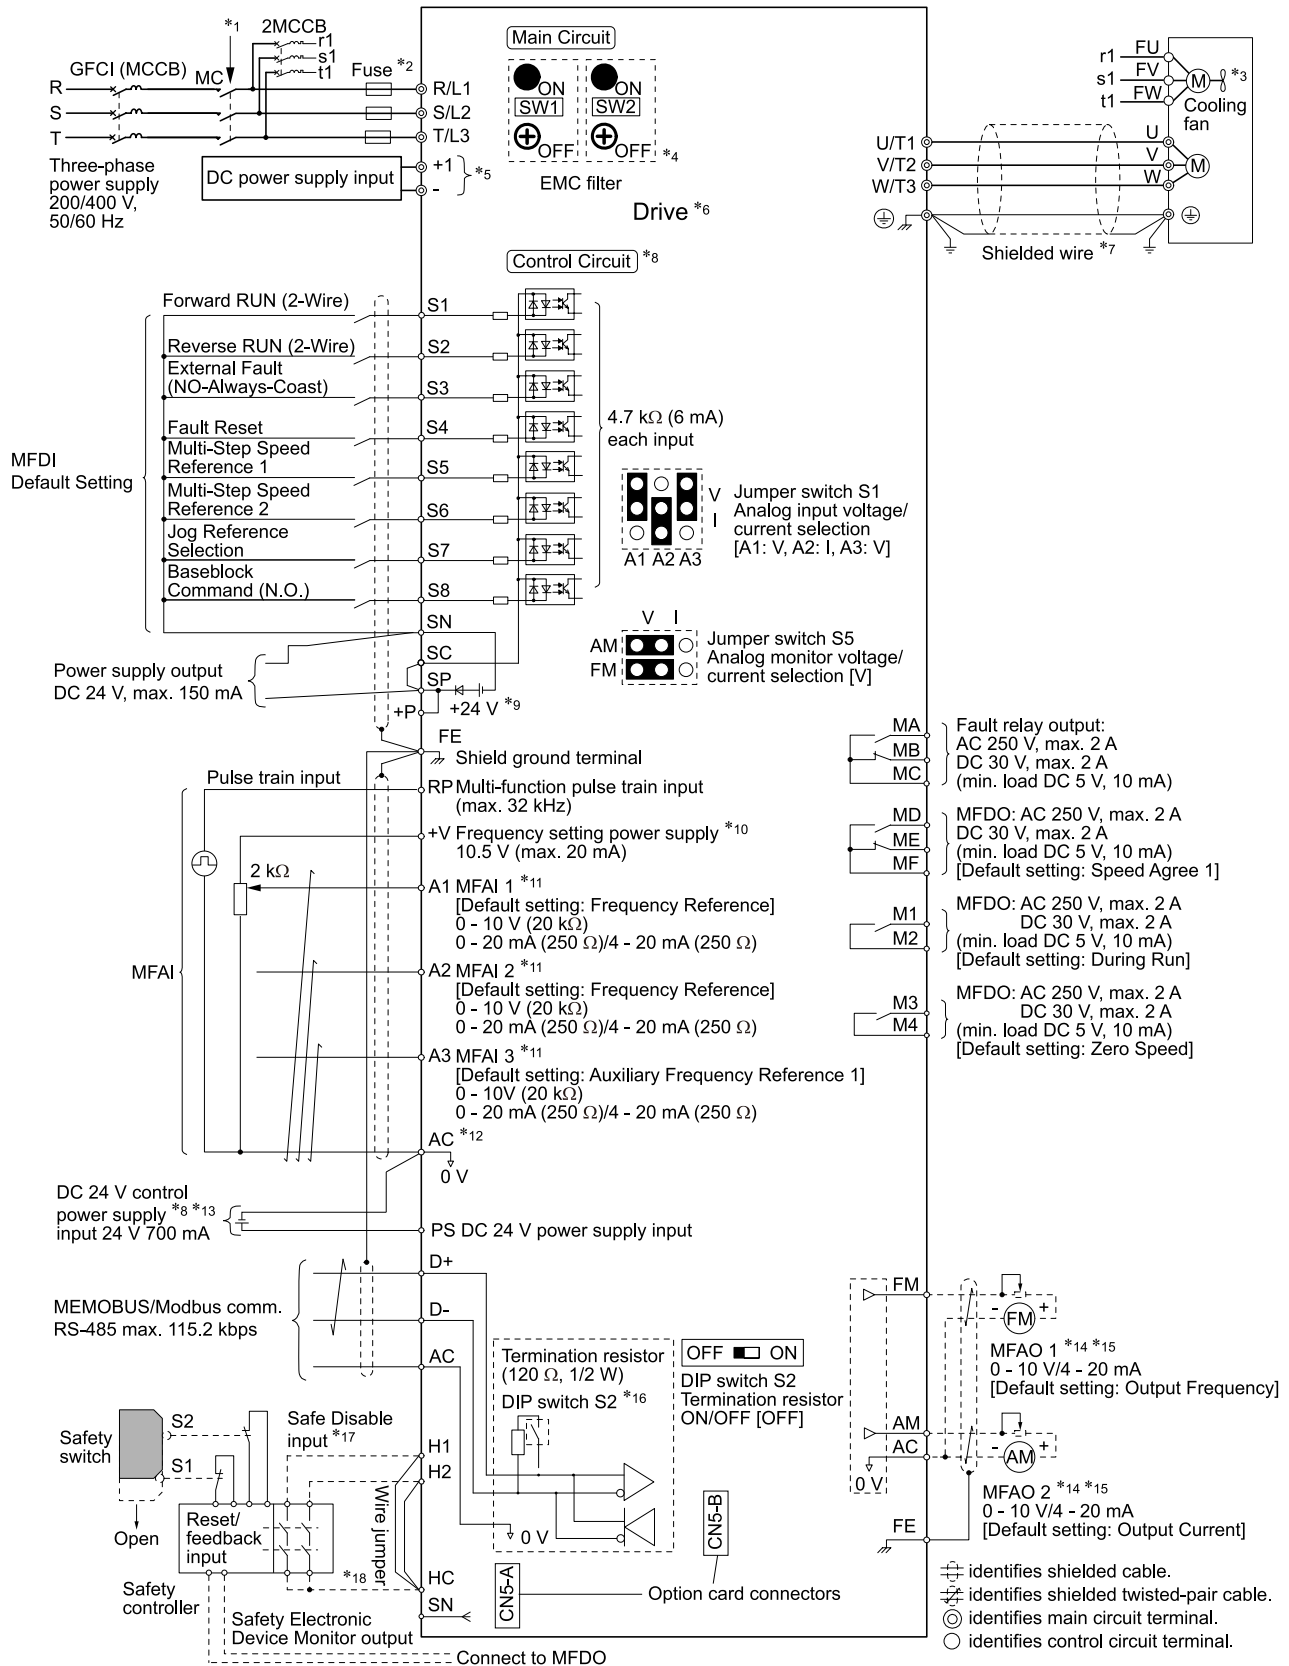 *1
2MCCB
r1
s1
t1
GFCI (MCCB)
MC
Fuse *2
R
S
T
R/L1
S/L2
T/L3
Three-phase
power supply
200/400 V,
50/60 Hz
DC power supply input
+1
-
*5
Main Circuit
ON
SW1
OFF
ON
SW2
OFF
*4
EMC filter
Drive *6
r1
s1
t1
FU
FV
FW
M
*3
Cooling
fan
U/T1
V/T2
W/T3
U
V
W
M
Shielded wire *7
Control Circuit *8
MFDI
Default Setting
Forward RUN (2-Wire)
S1
Reverse RUN (2-Wire)
S2
External Fault
(NO-Always-Coast)
S3
Fault Reset
S4
Multi-Step Speed
Reference 1
S5
Multi-Step Speed
Reference 2
S6
Jog Reference
Selection
S7
Baseblock
Command (N.O.)
S8
4.7 kΩ (6 mA)
each input
V
I
A1 A2 A3
Jumper switch S1
Analog input voltage/
current selection
[A1: V, A2: I, A3: V]
V I
AM
FM
Jumper switch S5
Analog monitor voltage/
current selection [V]
SN
SC
SP
Power supply output
DC 24 V, max. 150 mA
+P
+24 V *9
FE
Shield ground terminal
MA
MB
MC
Fault relay output:
AC 250 V, max. 2 A
DC 30 V, max. 2 A
(min. load DC 5 V, 10 mA)
MD
ME
MF
MFDO: AC 250 V, max. 2 A
DC 30 V, max. 2 A
(min. load DC 5 V, 10 mA)
[Default setting: Speed Agree 1]
M1
M2
MFDO: AC 250 V, max. 2 A
DC 30 V, max. 2 A
(min. load DC 5 V, 10 mA)
[Default setting: During Run]
M3
M4
MFDO: AC 250 V, max. 2 A
DC 30 V, max. 2 A
(min. load DC 5 V, 10 mA)
[Default setting: Zero Speed]
MFAI
Pulse train input
RP Multi-function pulse train input
(max. 32 kHz)
+V Frequency setting power supply *10
10.5 V (max. 20 mA)
2 kΩ
A1 MFAI 1 *11
[Default setting: Frequency Reference]
0 - 10 V (20 kΩ)
0 - 20 mA (250 Ω)/4 - 20 mA (250 Ω)
A2 MFAI 2 *11
[Default setting: Frequency Reference]
0 - 10 V (20 kΩ)
0 - 20 mA (250 Ω)/4 - 20 mA (250 Ω)
A3 MFAI 3 *11
[Default setting: Auxiliary Frequency Reference 1]
0 - 10V (20 kΩ)
0 - 20 mA (250 Ω)/4 - 20 mA (250 Ω)
AC *12
0 V
DC 24 V control
power supply *8 *13
input 24 V 700 mA
PS DC 24 V power supply input
MEMOBUS/Modbus comm.
RS-485 max. 115.2 kbps
D+
D-
AC
Termination resistor
(120 Ω, 1/2 W)
DIP switch S2 *16
0 V
OFF ON
DIP switch S2
Termination resistor
ON/OFF [OFF]
FM
- +
FM
MFAO 1 *14 *15
0 - 10 V/4 - 20 mA
[Default setting: Output Frequency]
AM
AC
0 V
- +
AM
MFAO 2 *14 *15
0 - 10 V/4 - 20 mA
[Default setting: Output Current]
FE
Safety
switch
S2
S1
Open
Safe Disable
input *17
H1
H2
Wire jumper
Reset/
feedback
input
*18
HC
SN
Safety
controller
Safety Electronic
Device Monitor output
Connect to MFDO
CN5-A
CN5-B
Option card connectors
identifies shielded cable.
identifies shielded twisted-pair cable.
identifies main circuit terminal.
identifies control circuit terminal.